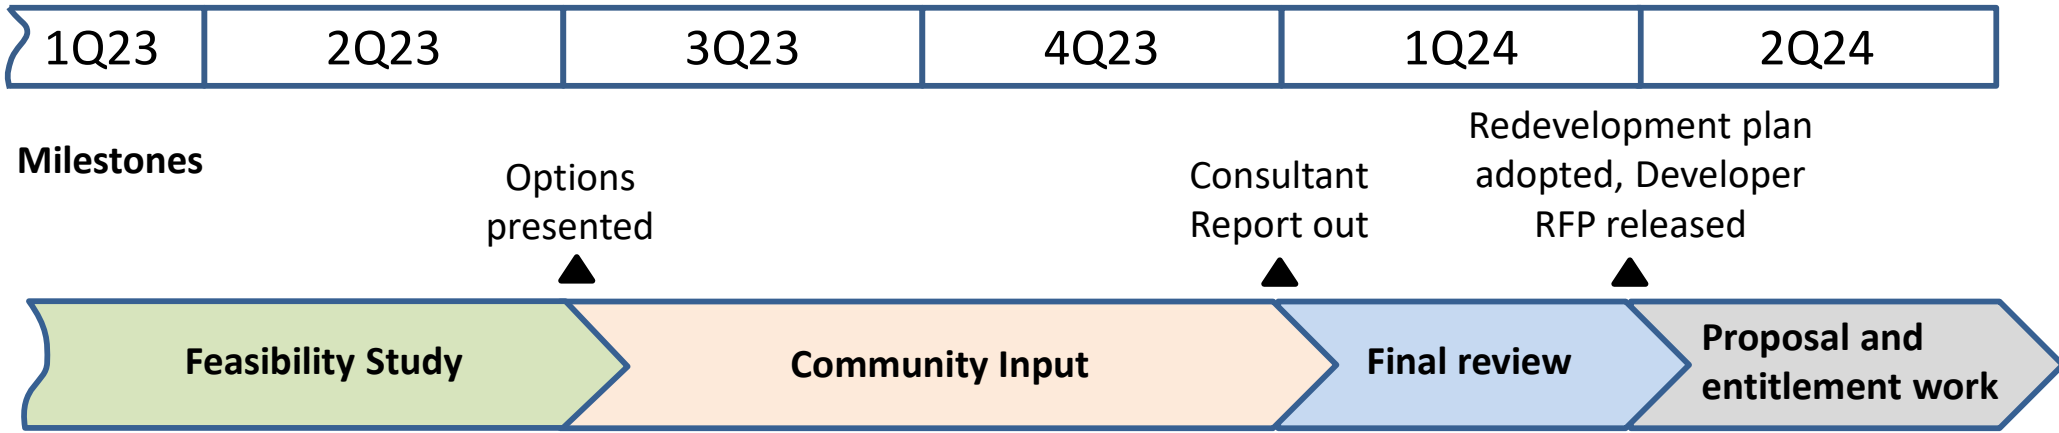 1Q23 2Q23 3Q23 4Q23 1Q24 2Q24
Milestones
Options
presented
Consultant
Report out
Redevelopment plan
adopted, Developer
RFP released
Feasibility Study
Community Input
Final review
Proposal and
entitlement work